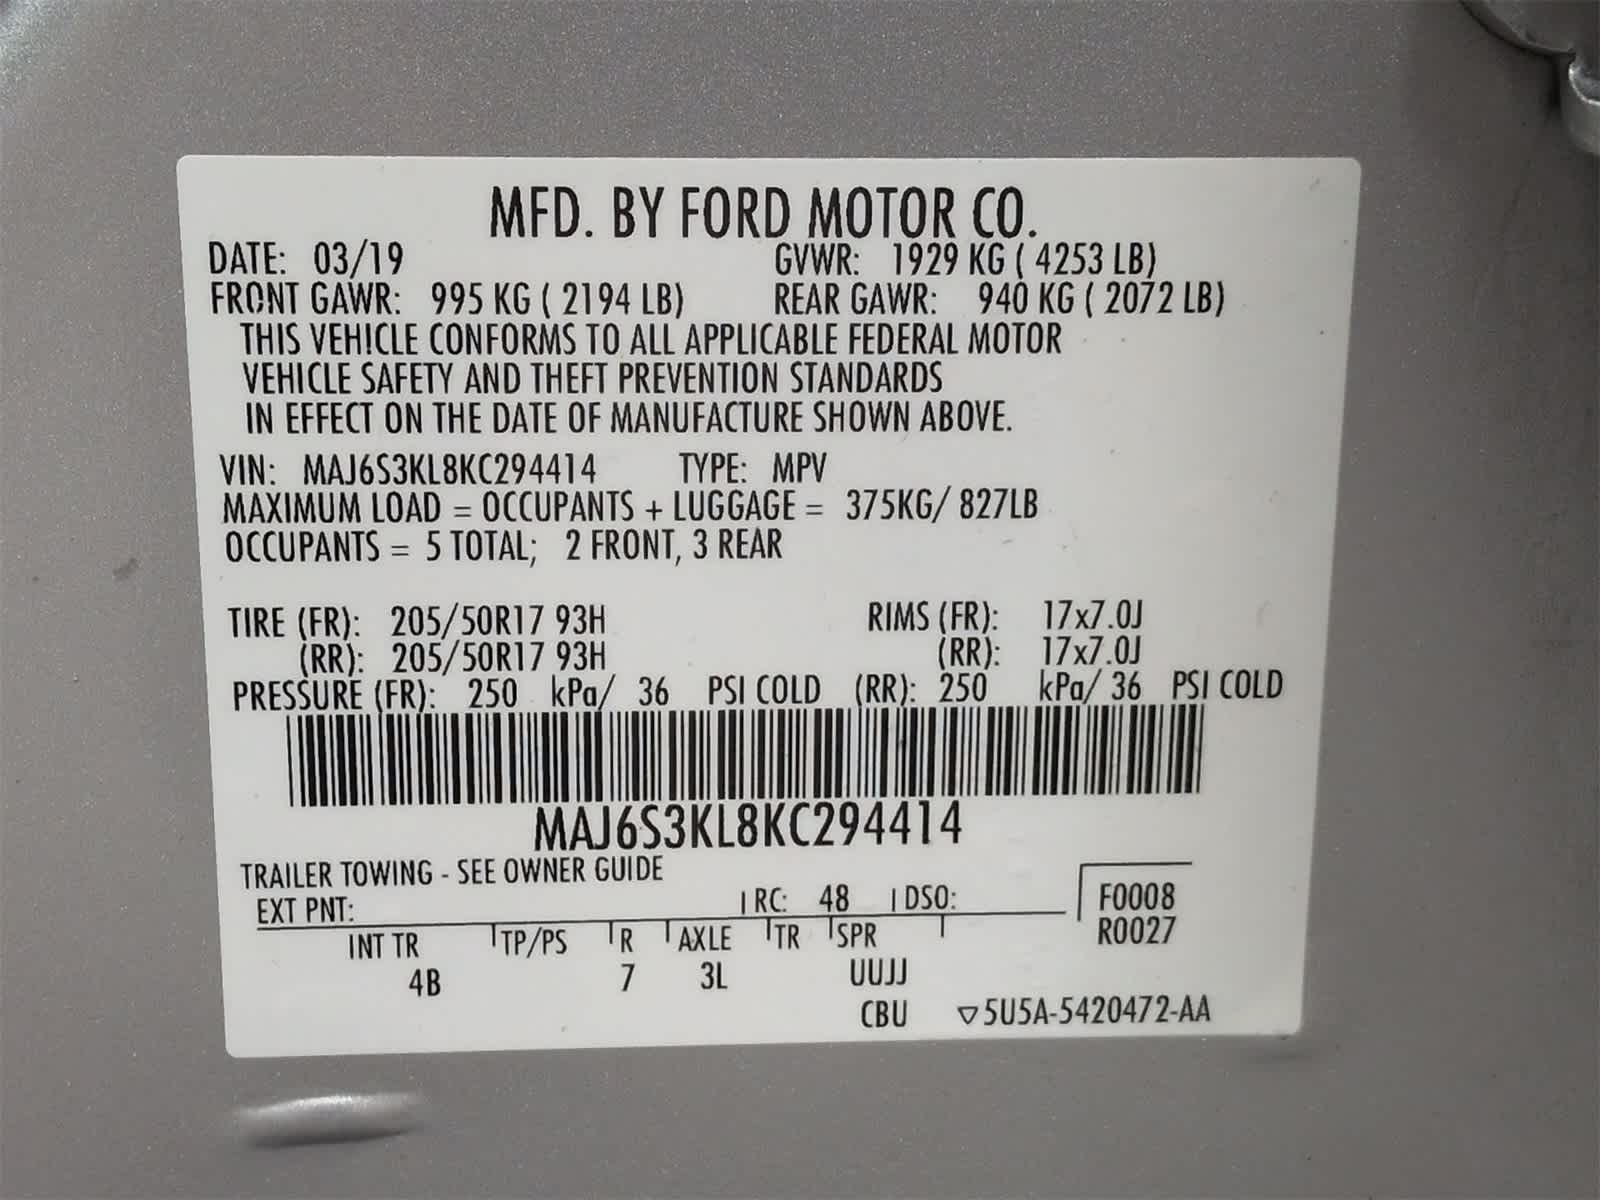 MFD. BY FORD MOTOR CO.
DATE: 03/19 GVWR: 1929 KG ( 4253 LB)
FRONT GAWR: 995 KG ( 2194 LB) REAR GAWR: 940 KG ( 2072 LB)
THIS VEHICLE CONFORMS TO ALL APPLICABLE FEDERAL MOTOR
VEHICLE SAFETY AND THEFT PREVENTION STANDARDS
IN EFFECT ON THE DATE OF MANUFACTURE SHOWN ABOVE.
VIN: MAJ6S3KL8KC294414 TYPE: MPV
MAXIMUM LOAD = OCCUPANTS + LUGGAGE = 375KG/ 827LB
OCCUPANTS = 5 TOTAL; 2 FRONT, 3 REAR
TIRE (FR): 205/50R17 93H RIMS (FR): 17x7.0J
(RR): 205/50R17 93H (RR): 17x7.0J
PRESSURE (FR): 250 kPa/ 36 PSI COLD (RR): 250 kPa/ 36 PSI COLD
MAJ6S3KL8KC294414
TRAILER TOWING - SEE OWNER GUIDE
EXT PNT: RC: 48 DSO: F0008
INT TR TP/PS R AXLE TR SPR R0027
4B 7 3L UUJJ
CBU ▽5U5A-5420472-AA